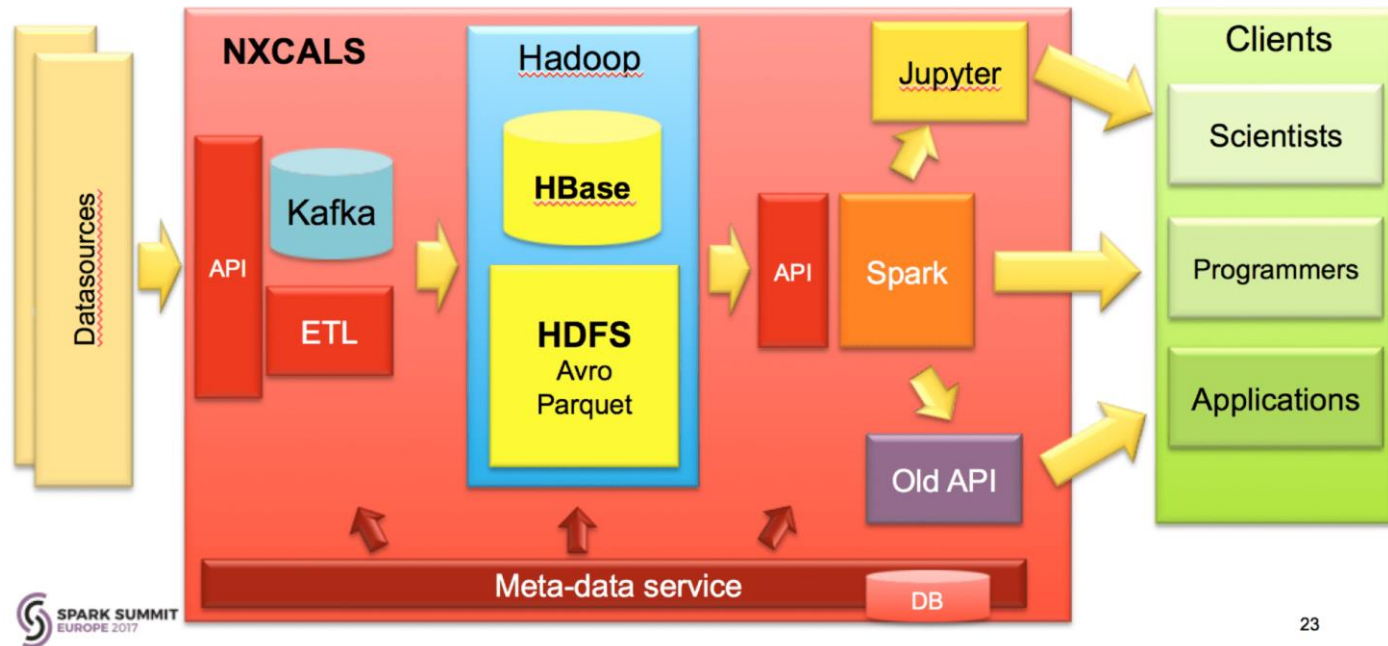 Datasources
NXCALS
API
Kafka
ETL
Hadoop
HBase
HDFS
Avro
Parquet
API
Spark
Jupyter
Old API
Clients
Scientists
Programmers
Applications
Meta-data service
DB
SPARK SUMMIT
EUROPE 2017
23